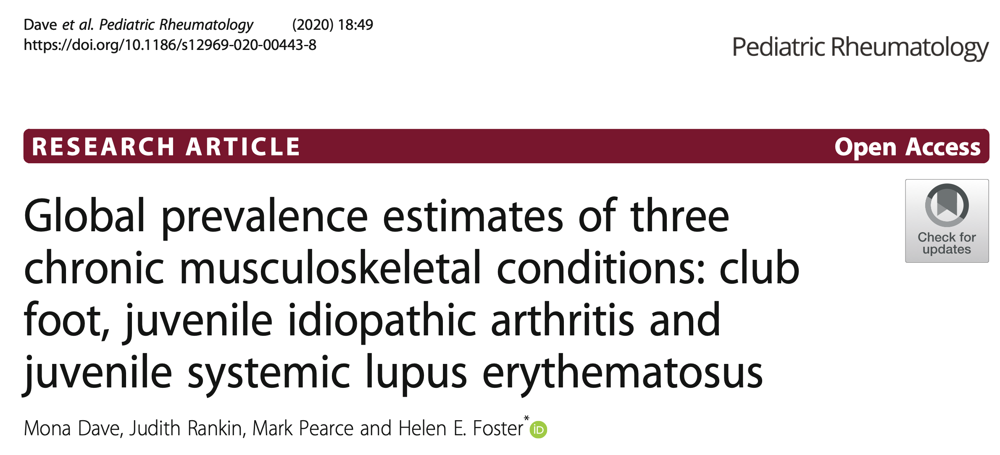 Dave et al. Pediatric Rheumatology (2020) 18:49
https://doi.org/10.1186/s12969-020-00443-8
Pediatric Rheumatology
RESEARCH ARTICLE
Open Access
Global prevalence estimates of three
chronic musculoskeletal conditions: club
foot, juvenile idiopathic arthritis and
juvenile systemic lupus erythematosus
Check for
updates
Mona Dave, Judith Rankin, Mark Pearce and Helen E. Foster* iD